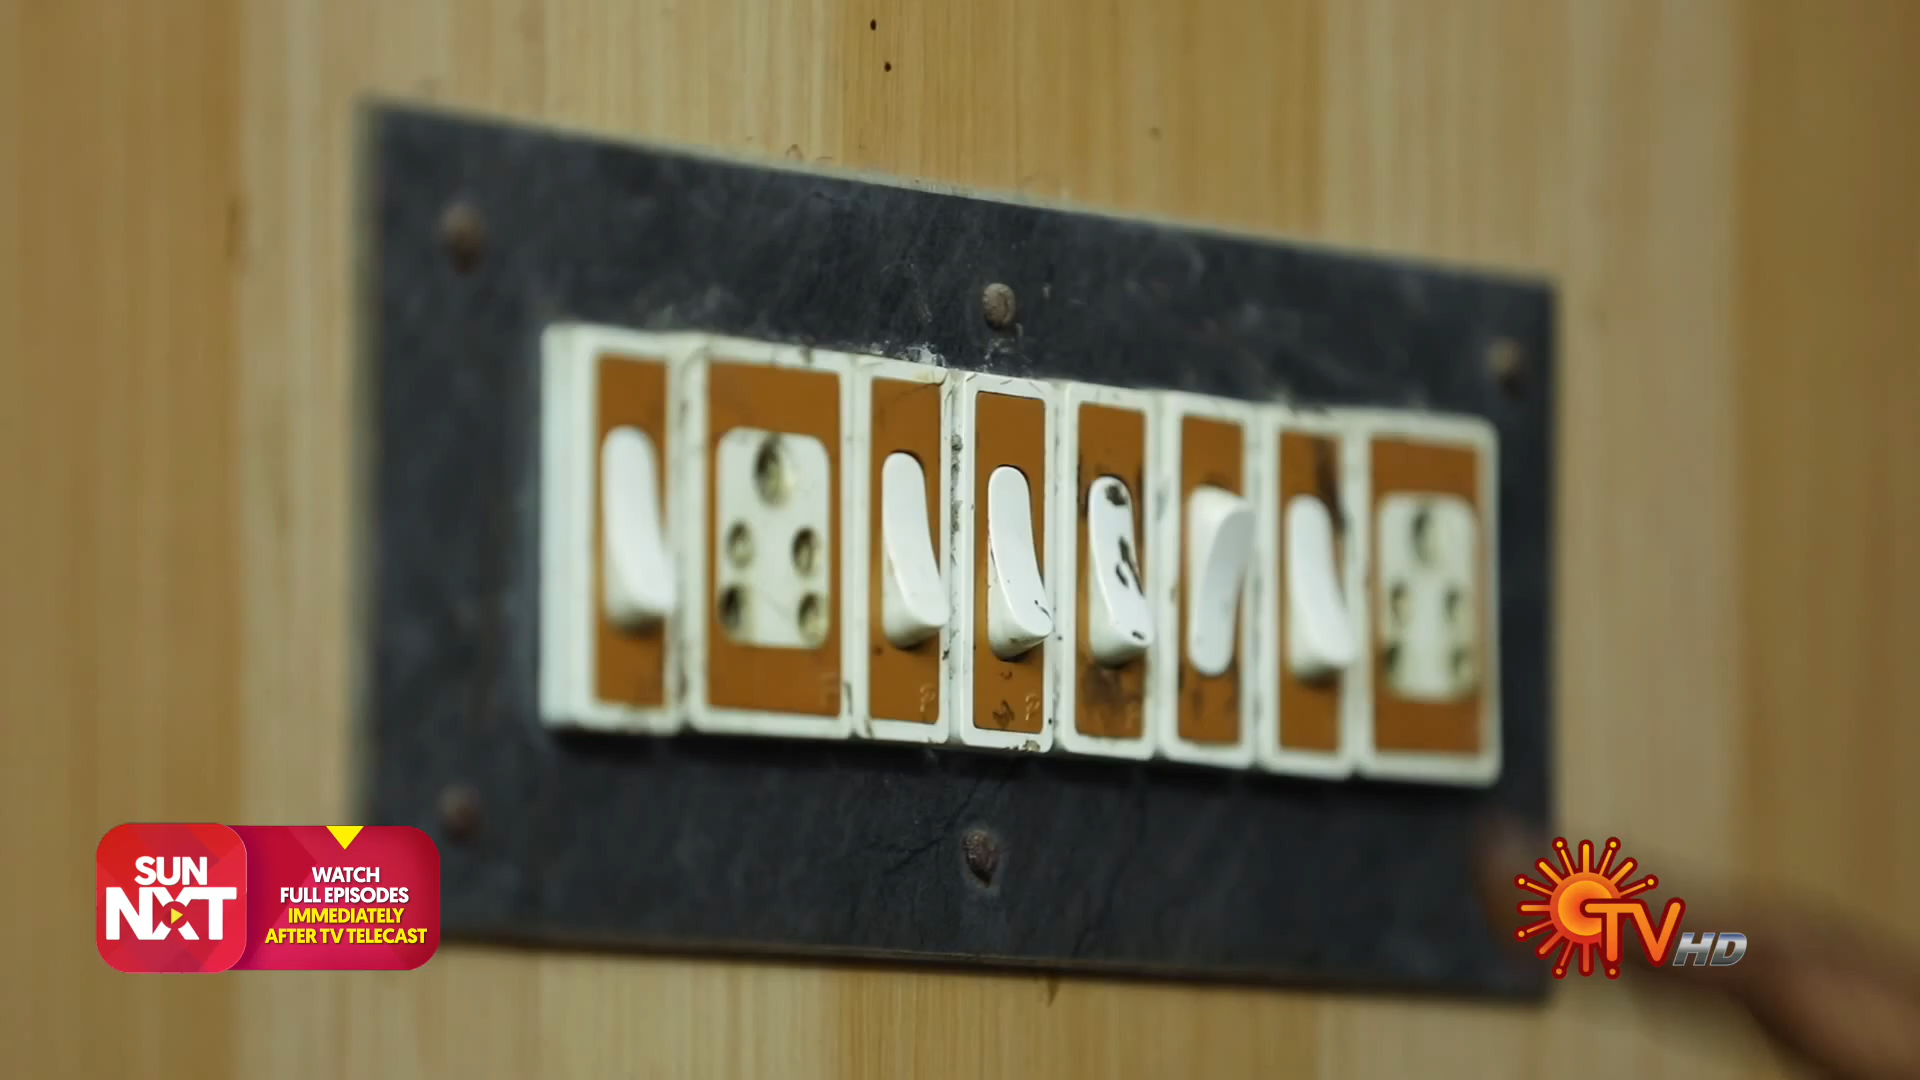 SUN
NXT
WATCH
FULL EPISODES
IMMEDIATELY
AFTER TV TELECAST
TV HD